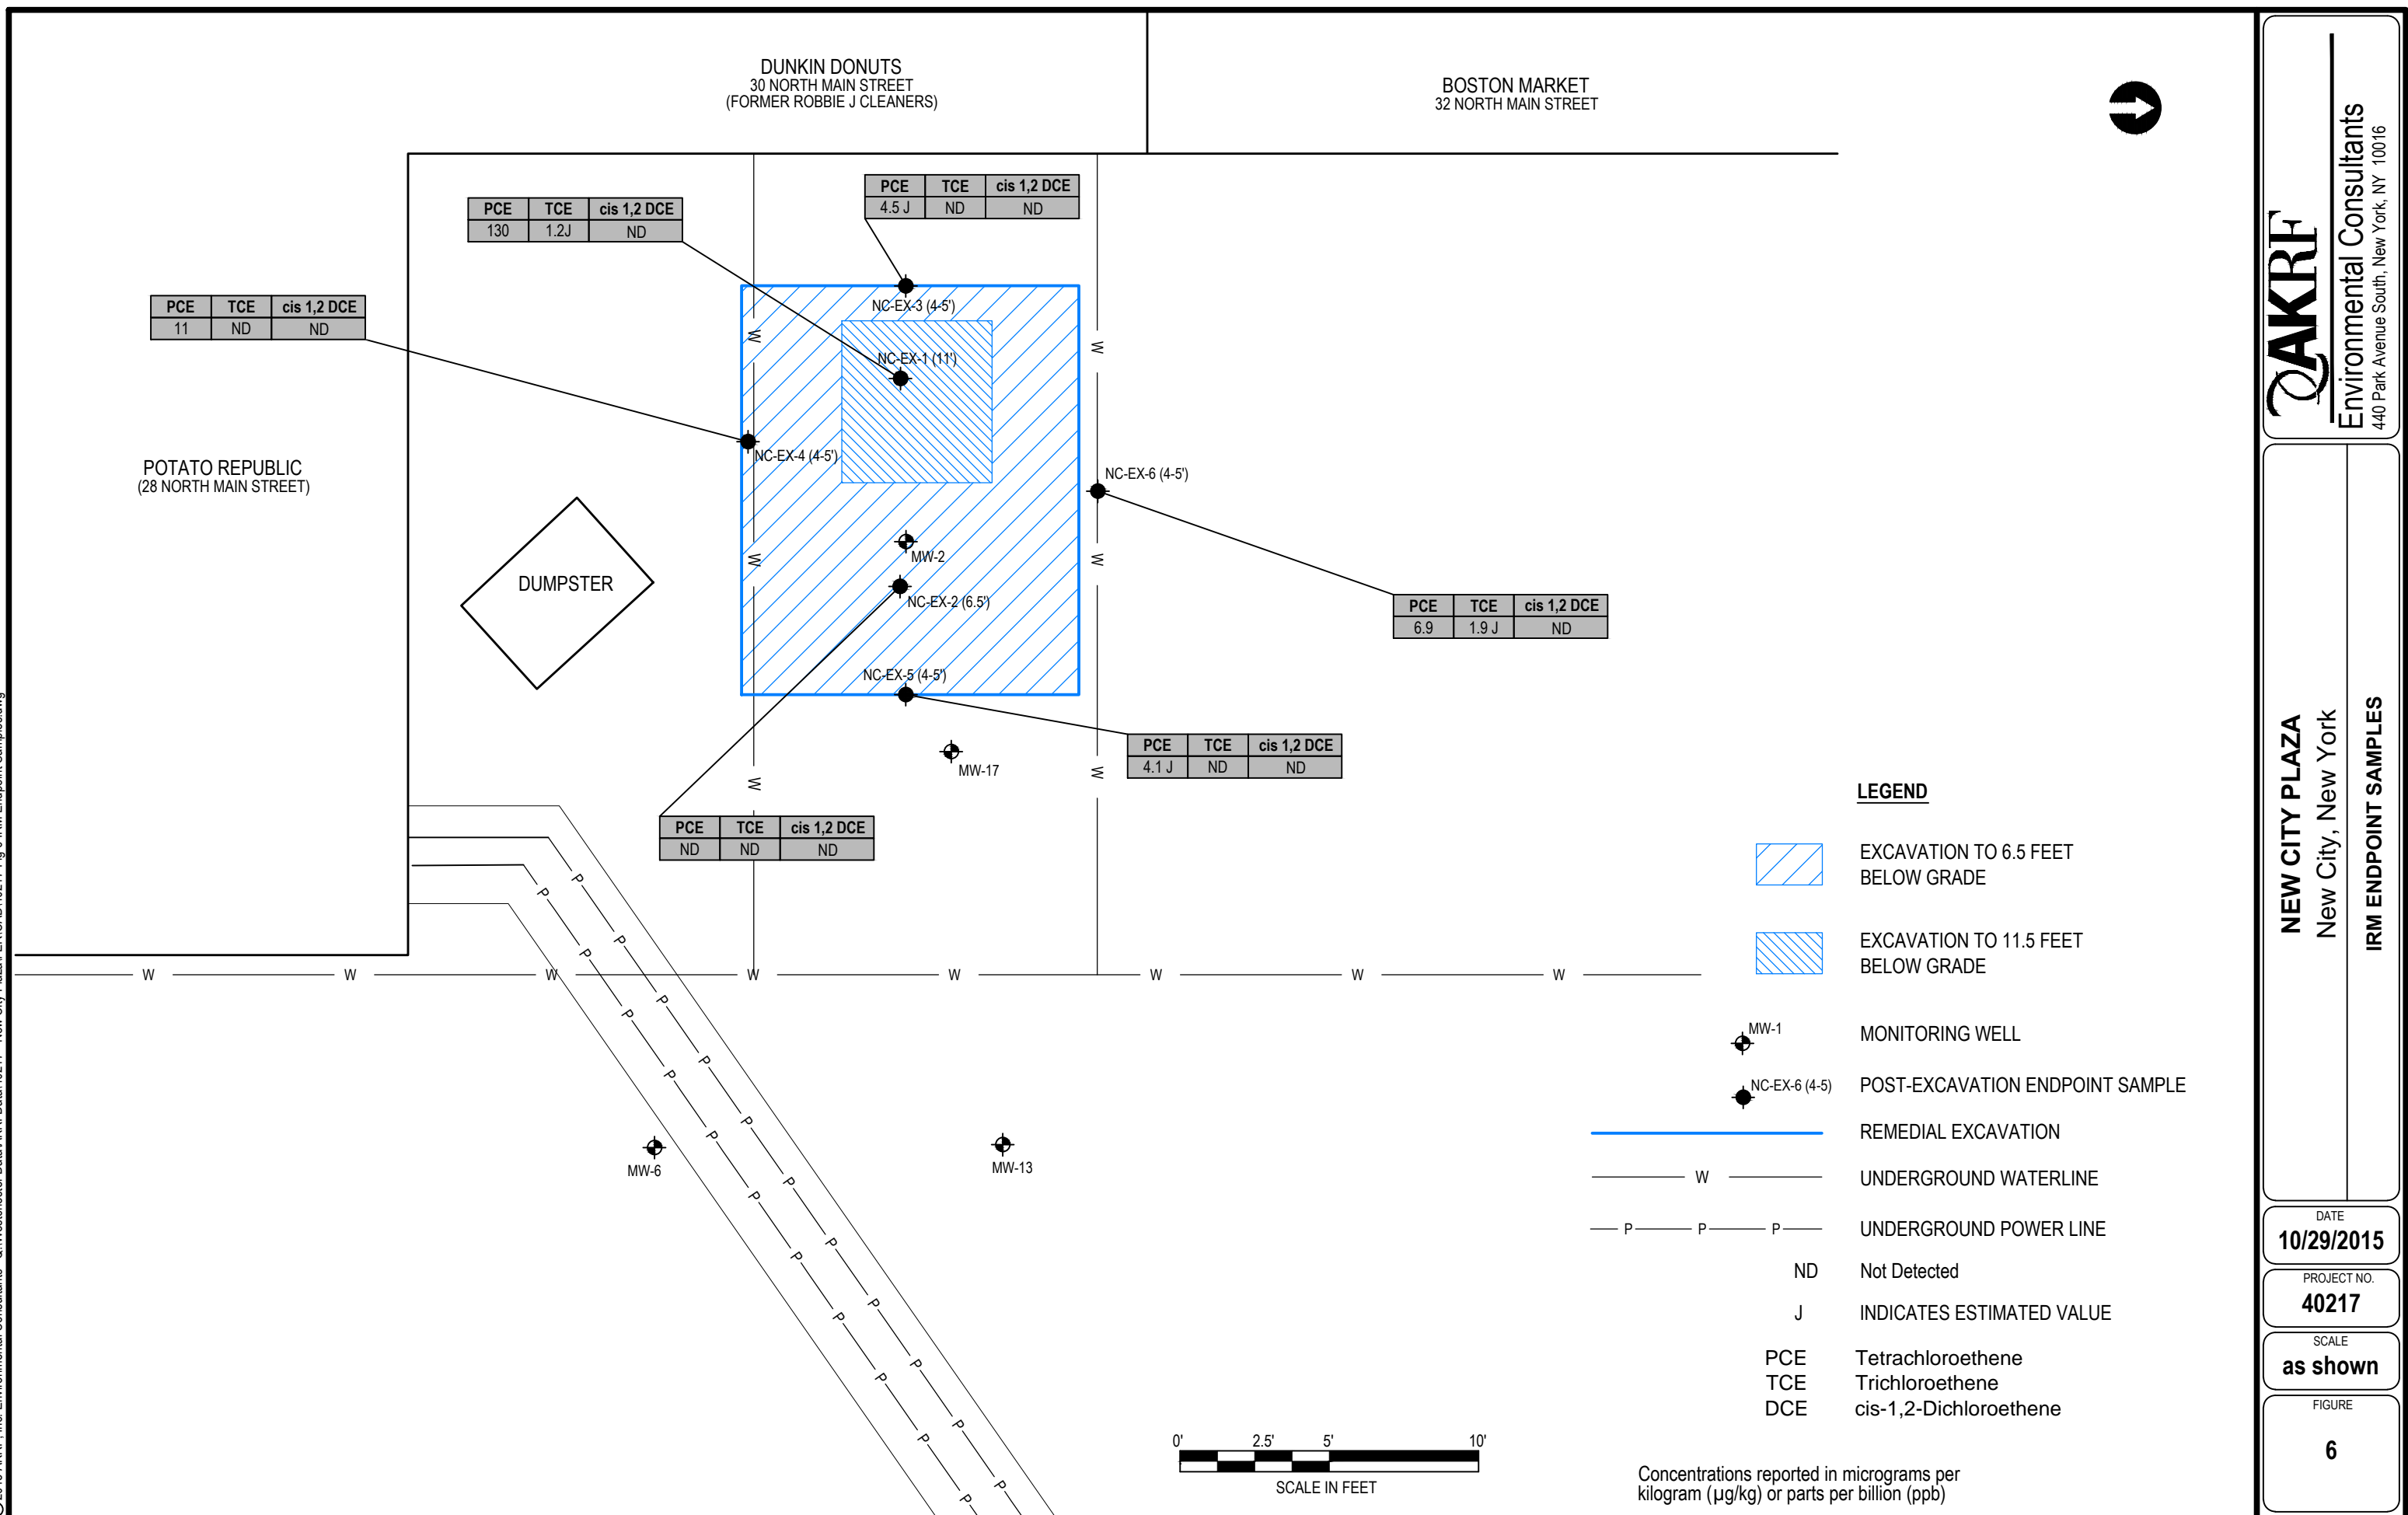 DUNKIN DONUTS
30 NORTH MAIN STREET
(FORMER ROBBIE J CLEANERS)
BOSTON MARKET
32 NORTH MAIN STREET
PCE TCE cis 1,2 DCE
4.5 J ND ND
PCE TCE cis 1,2 DCE
130 1.2J ND
PCE TCE cis 1,2 DCE
11 ND ND
NC-EX-3 (4-5')
NC-EX-1 (11')
NC-EX-4 (4-5')
NC-EX-6 (4-5')
POTATO REPUBLIC
(28 NORTH MAIN STREET)
DUMPSTER
MW-2
NC-EX-2 (6.5')
PCE TCE cis 1,2 DCE
6.9 1.9 J ND
NC-EX-5 (4-5')
PCE TCE cis 1,2 DCE
4.1 J ND ND
MW-17
PCE TCE cis 1,2 DCE
ND ND ND
W W W
W W W
W W W W W W W W
P P P P P P P P P P P P
P P P P P P P P P P P
MW-6
MW-13
LEGEND
EXCAVATION TO 6.5 FEET
BELOW GRADE
EXCAVATION TO 11.5 FEET
BELOW GRADE
MW-1 MONITORING WELL
NC-EX-6 (4-5) POST-EXCAVATION ENDPOINT SAMPLE
REMEDIAL EXCAVATION
W UNDERGROUND WATERLINE
P P P UNDERGROUND POWER LINE
ND Not Detected
J INDICATES ESTIMATED VALUE
PCE Tetrachloroethene
TCE Trichloroethene
DCE cis-1,2-Dichloroethene
0' 2.5' 5' 10'
SCALE IN FEET
Concentrations reported in micrograms per
kilogram (µg/kg) or parts per billion (ppb)
AKRF
Environmental Consultants
440 Park Avenue South, New York, NY 10016
NEW CITY PLAZA
New City, New York
IRM ENDPOINT SAMPLES
DATE
10/29/2015
PROJECT NO.
40217
SCALE
as shown
FIGURE
6